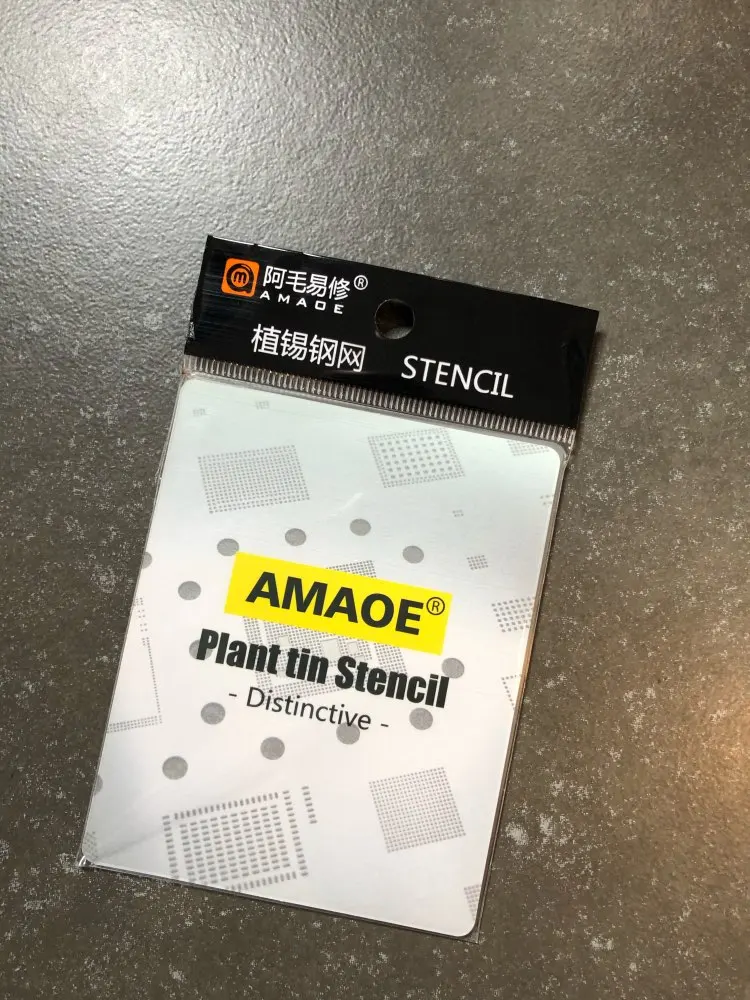 阿毛易修®
AMAOE
植锡钢网 STENCIL
AMAOE®
Plant tin Stencil
- Distinctive -